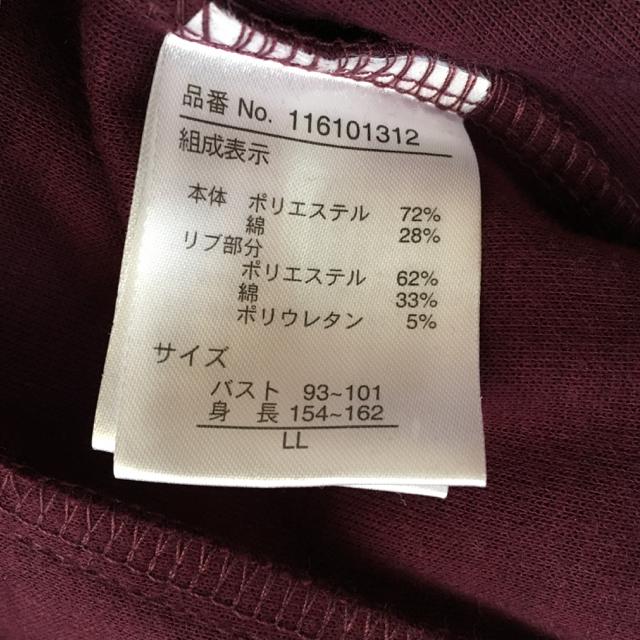 品番 No. 116101312
組成表示
本体 ポリエステル 72%
綿 28%
リブ部分
ポリエステル 62%
綿 33%
ポリウレタン 5%
サイズ
バスト 93~101
身 長 154~162
LL